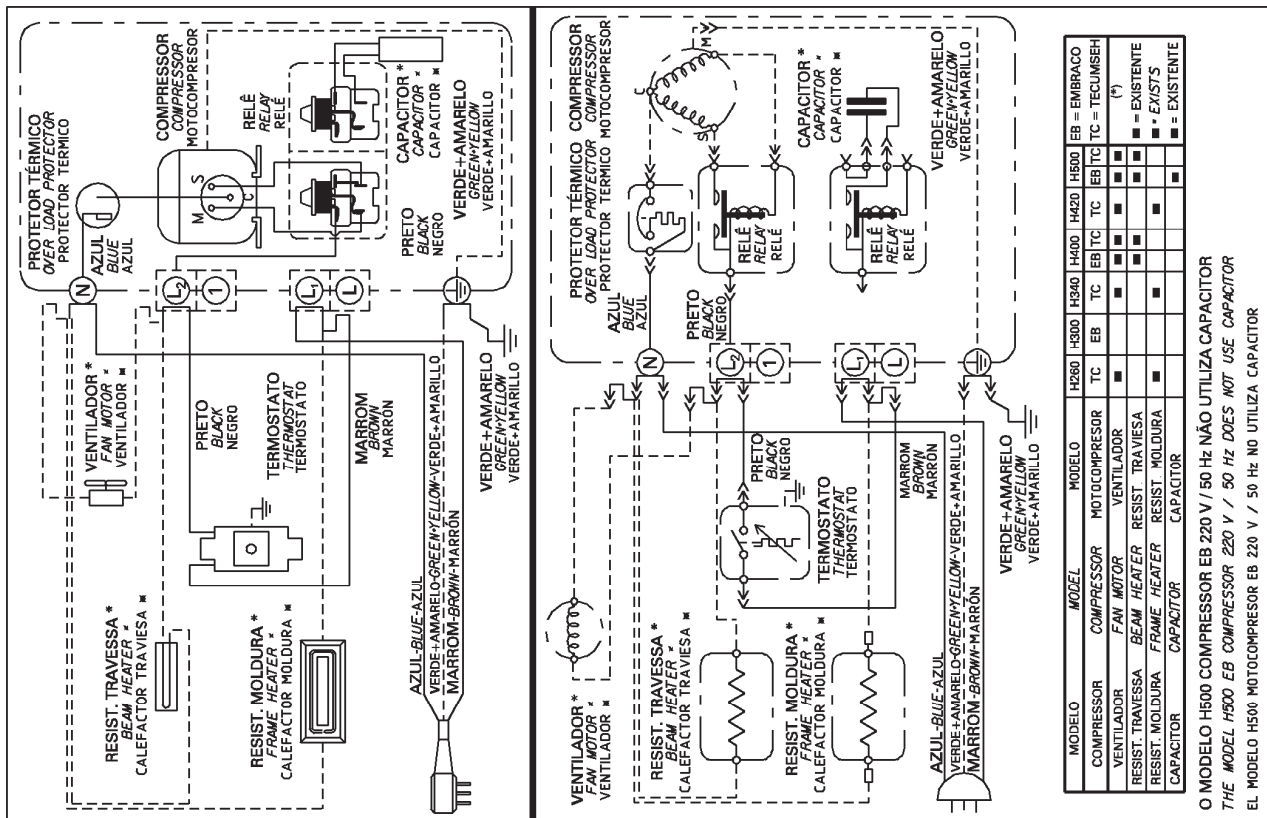 PROTETOR TÉRMICO
OVER LOAD PROTECTOR
PROTECTOR TERMICO
COMPRESSOR
COMPRESSOR
MOTOCOMPRESOR
RELÊ
RELAY
RELÉ
CAPACITOR *
CAPACITOR *
CAPACITOR *
VERDE+AMARELO
GREEN+YELLOW
VERDE+AMARILLO
AZUL
BLUE
AZUL
M
S
C
PRETO
BLACK
NEGRO
N
L2
1
L1
L
VENTILADOR *
FAN MOTOR *
VENTILADOR *
PRETO
BLACK
NEGRO
TERMOSTATO
THERMOSTAT
TERMOSTATO
MARROM
BROWN
MARRÓN
VERDE+AMARELO
GREEN+YELLOW
VERDE+AMARILLO
RESIST. TRAVESSA *
BEAM HEATER *
CALEFACTOR TRAVIESA *
RESIST. MOLDURA *
FRAME HEATER *
CALEFACTOR MOLDURA *
AZUL-BLUE-AZUL
VERDE+AMARELO-GREEN+YELLOW-VERDE+AMARILLO
MARROM-BROWN-MARRÓN
PROTETOR TÉRMICO
OVER LOAD PROTECTOR
PROTECTOR TERMICO
COMPRESSOR
COMPRESSOR
MOTOCOMPRESOR
C
M
S
CAPACITOR *
CAPACITOR *
CAPACITOR *
VERDE+AMARELO
GREEN+YELLOW
VERDE+AMARILLO
RELÊ
RELAY
RELÉ
RELÊ
RELAY
RELÉ
AZUL
BLUE
AZUL
PRETO
BLACK
NEGRO
N
L2
1
L1
L
PRETO
BLACK
NEGRO
MARROM
BROWN
MARRÓN
VERDE+AMARELO
GREEN+YELLOW
VERDE+AMARILLO
TERMOSTATO
THERMOSTAT
TERMOSTATO
VENTILADOR *
FAN MOTOR *
VENTILADOR *
RESIST. TRAVESSA *
BEAM HEATER *
CALEFACTOR TRAVIESA *
RESIST. MOLDURA *
FRAME HEATER *
CALEFACTOR MOLDURA *
AZUL-BLUE-AZUL
VERDE+AMARELO-GREEN+YELLOW-VERDE+AMARILLO
MARROM-BROWN-MARRÓN
MODELO MODEL MODELO H260 H300 H340 H400 H420 H500 EB = EMBRACO
COMPRESSOR COMPRESSOR MOTOCOMPRESOR TC EB TC EB TC TC EB TC TC = TECUMSEH
VENTILADOR FAN MOTOR VENTILADOR ■ ■ ■ ■ ■ ■ ■ (*)
RESIST. TRAVESSA BEAM HEATER RESIST. TRAVIESA ■ ■ ■ ■ ■ = EXISTENTE
RESIST. MOLDURA FRAME HEATER RESIST. MOLDURA ■ ■ ■ ■ = EXISTS
CAPACITOR CAPACITOR CAPACITOR ■ ■ = EXISTENTE
O MODELO H500 COMPRESSOR EB 220 V / 50 Hz NÃO UTILIZA CAPACITOR
THE MODEL H500 EB COMPRESSOR 220 V / 50 HZ DOES NOT USE CAPACITOR
EL MODELO H500 MOTOCOMPRESOR EB 220 V / 50 Hz NO UTILIZA CAPACITOR